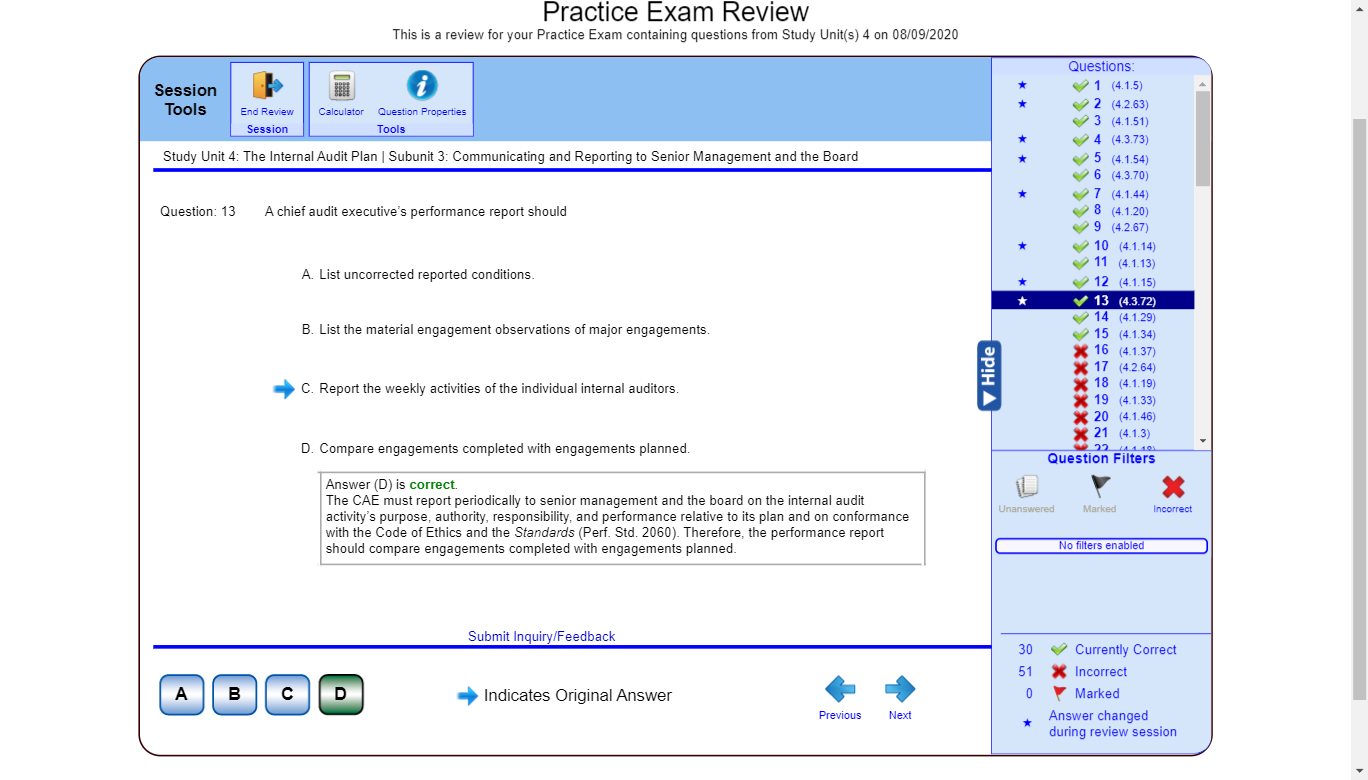 Practice Exam Review
This is a review for your Practice Exam containing questions from Study Unit(s) 4 on 08/09/2020
Session
Tools
End Review
Session
Calculator
Question Properties
Tools
Study Unit 4: The Internal Audit Plan | Subunit 3: Communicating and Reporting to Senior Management and the Board
Question: 13 A chief audit executive's performance report should
A. List uncorrected reported conditions.
B. List the material engagement observations of major engagements.
C. Report the weekly activities of the individual internal auditors.
D. Compare engagements completed with engagements planned.
Answer (D) is correct.
The CAE must report periodically to senior management and the board on the internal audit
activity's purpose, authority, responsibility, and performance relative to its plan and on conformance
with the Code of Ethics and the Standards (Perf. Std. 2060). Therefore, the performance report
should compare engagements completed with engagements planned.
Submit Inquiry/Feedback
A B C D
Indicates Original Answer
Previous
Next
Questions:
1 (4.1.5)
2 (4.2.63)
3 (4.1.51)
4 (4.3.73)
5 (4.1.54)
6 (4.3.70)
7 (4.1.44)
8 (4.1.20)
9 (4.2.67)
10 (4.1.14)
11 (4.1.13)
12 (4.1.15)
13 (4.3.72)
14 (4.1.29)
15 (4.1.34)
16 (4.1.37)
17 (4.2.64)
18 (4.1.19)
19 (4.1.33)
20 (4.1.46)
21 (4.1.3)
22 (4.1.18)
Hide
Question Filters
Unanswered
Marked
Incorrect
No filters enabled
30 Currently Correct
51 Incorrect
0 Marked
Answer changed
during review session